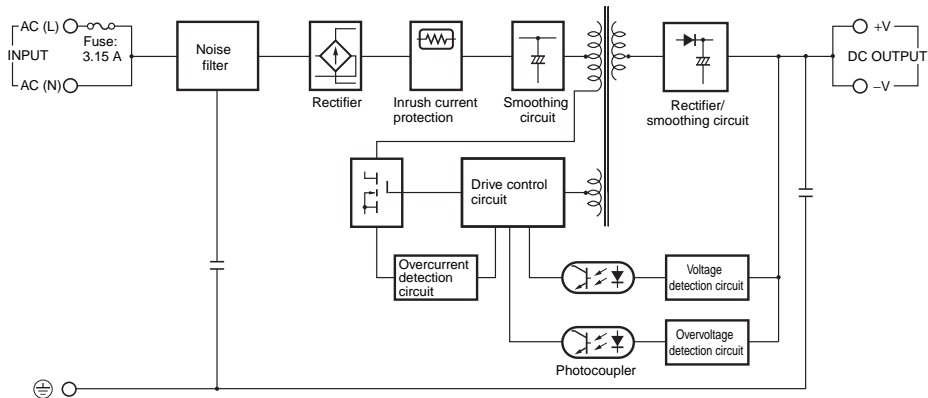 AC (L)
Fuse:
3.15 A
INPUT
AC (N)
Noise
filter
Rectifier
Inrush current
protection
Smoothing
circuit
Rectifier/
smoothing circuit
+V
DC OUTPUT
−V
Drive control
circuit
Overcurrent
detection
circuit
Voltage
detection circuit
Overvoltage
detection circuit
Photocoupler